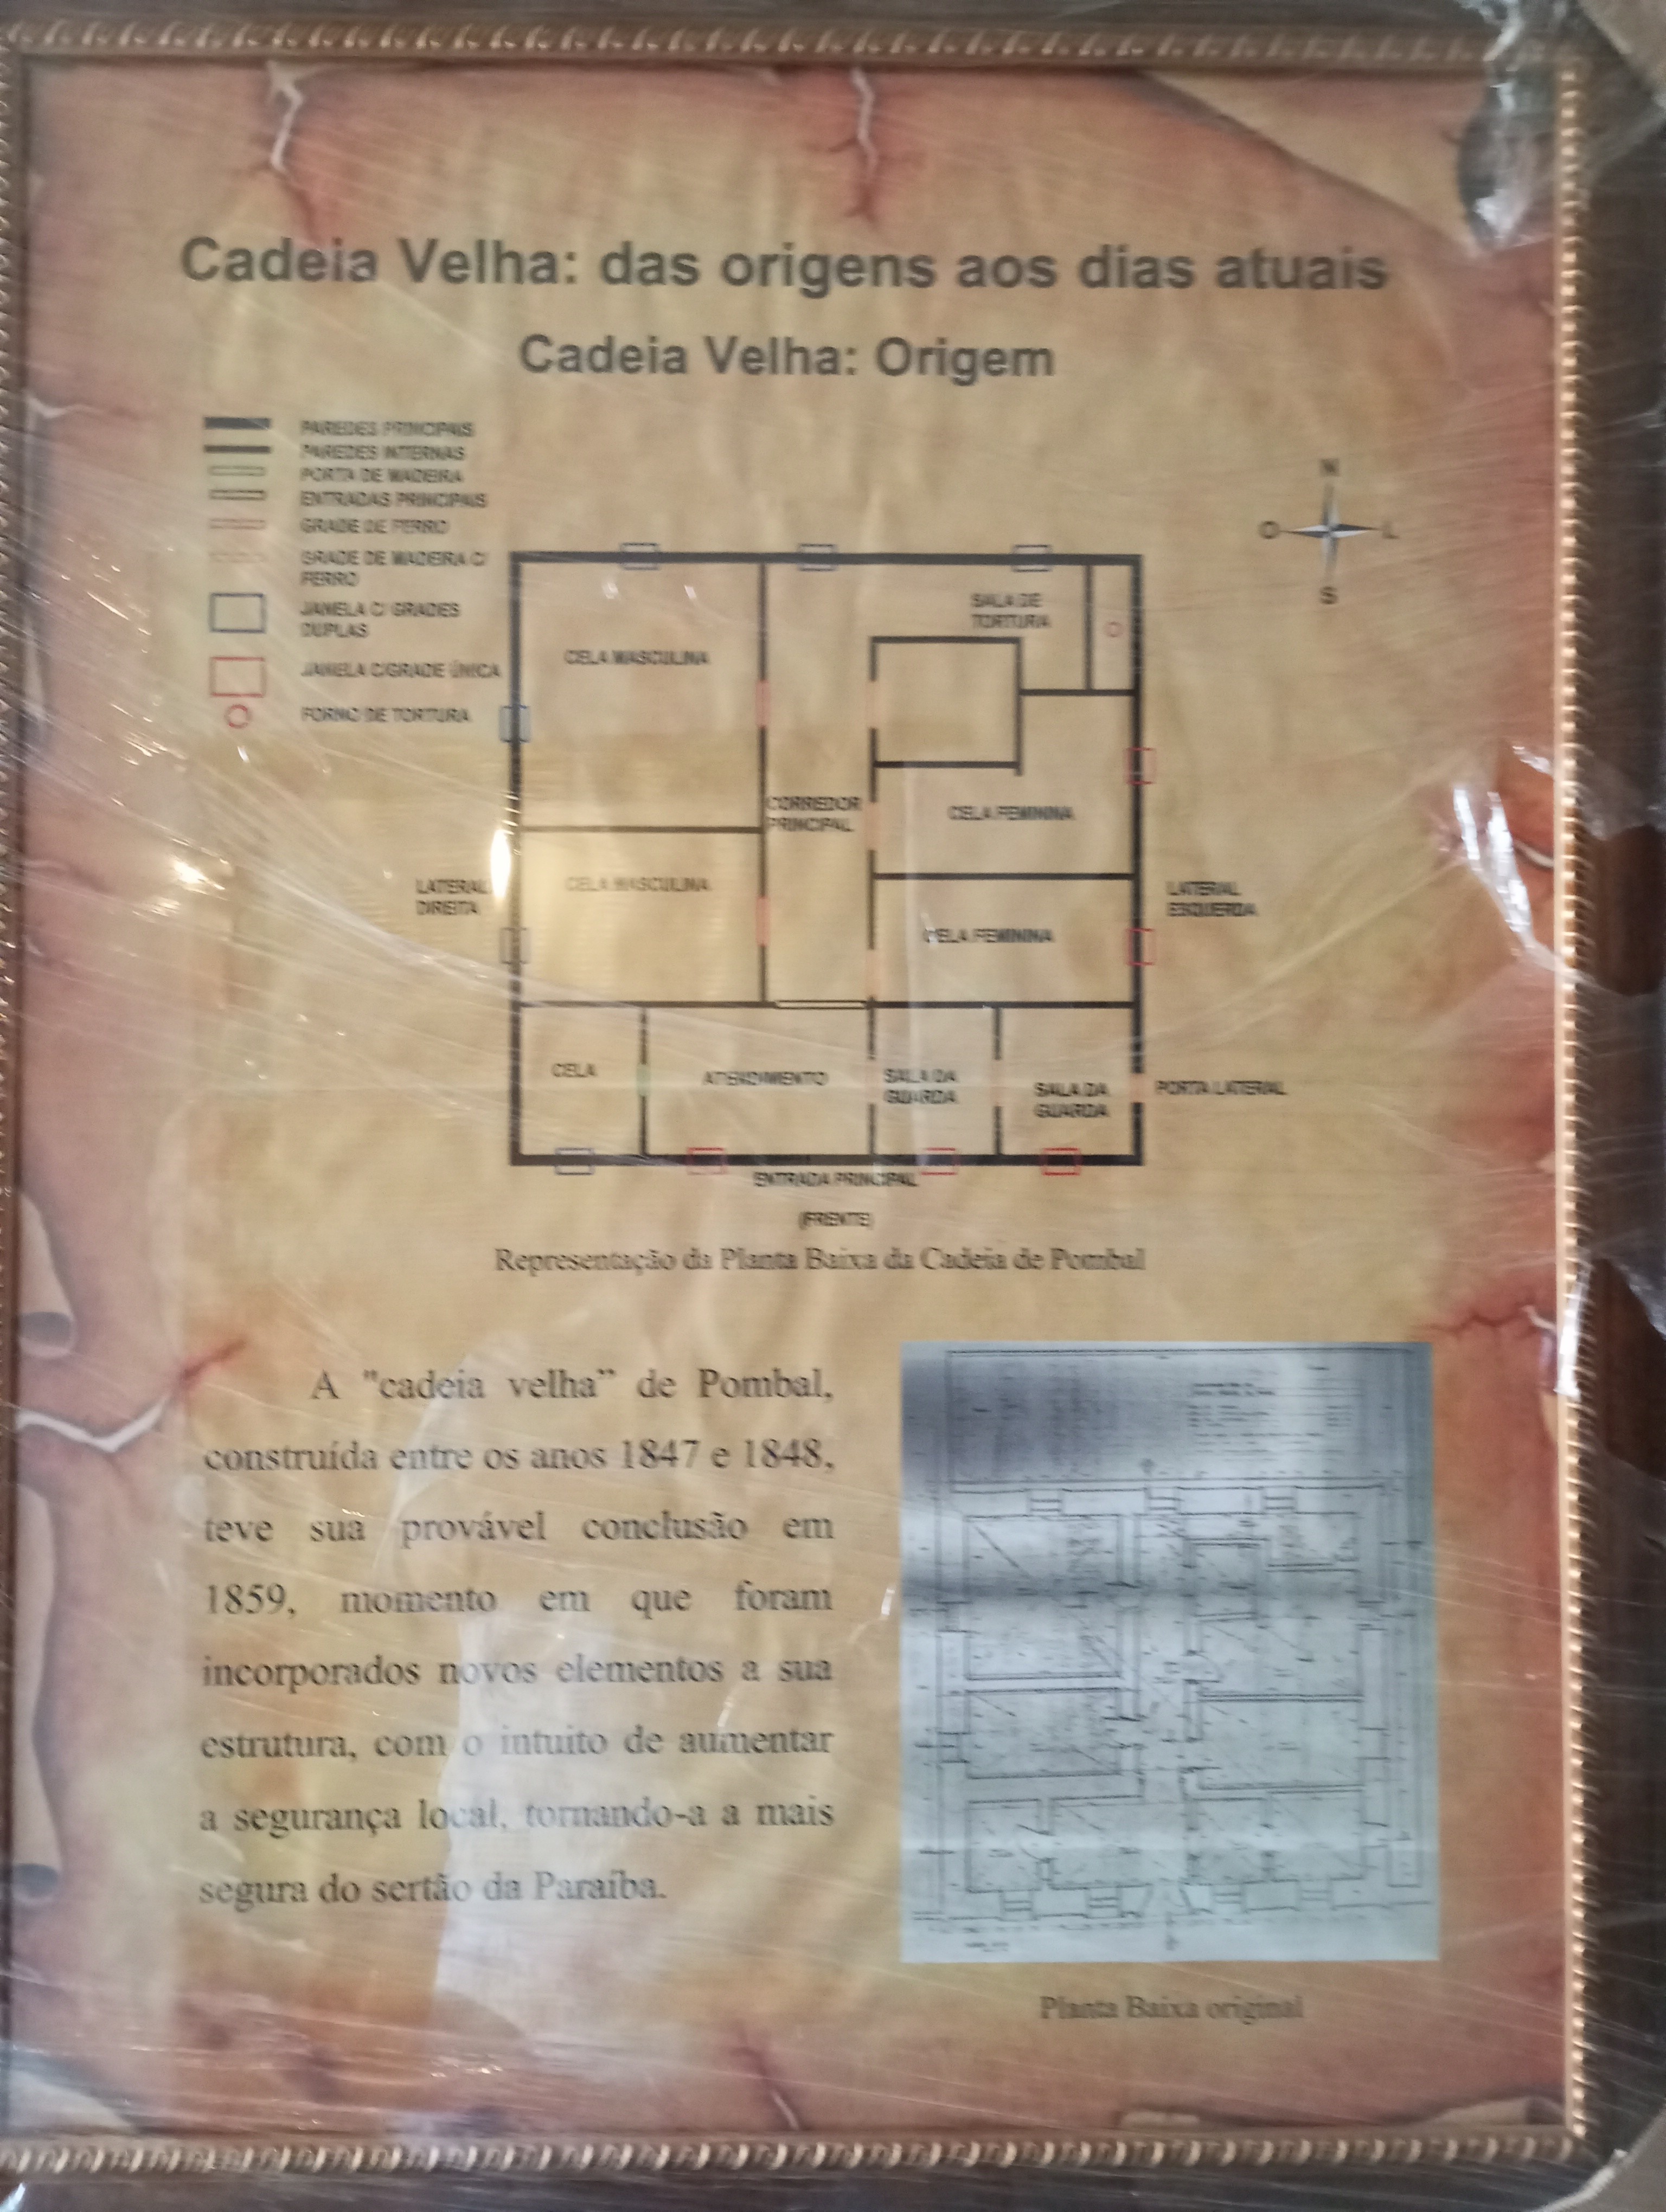 Cadeia Velha: das origens aos dias atuais
Cadeia Velha: Origem
PAREDES PRINCIPAIS
PAREDES INTERNAS
PORTA DE MADEIRA
ENTRADAS PRINCIPAIS
GRADE DE FERRO
GRADE DE MADEIRA C/
FERRO
JANELA C/ GRADES
DUPLAS
JANELA C/GRADE ÚNICA
FORNO DE TORTURA
N
O
L
S
SALA DE
TORTURA
CELA MASCULINA
CORREDOR
PRINCIPAL
CELA FEMININA
LATERAL
DIREITA
CELA MASCULINA
LATERAL
ESQUERDA
CELA FEMININA
CELA
ATENDIMENTO
SALA DA
GUARDA
SALA DA
GUARDA
PORTA LATERAL
ENTRADA PRINCIPAL
(FRENTE)
Representação da Planta Baixa da Cadeia de Pombal
A "cadeia velha" de Pombal,
construída entre os anos 1847 e 1848,
teve sua provável conclusão em
1859, momento em que foram
incorporados novos elementos a sua
estrutura, com o intuito de aumentar
a segurança local, tornando-a a mais
segura do sertão da Paraíba.
Planta Baixa original